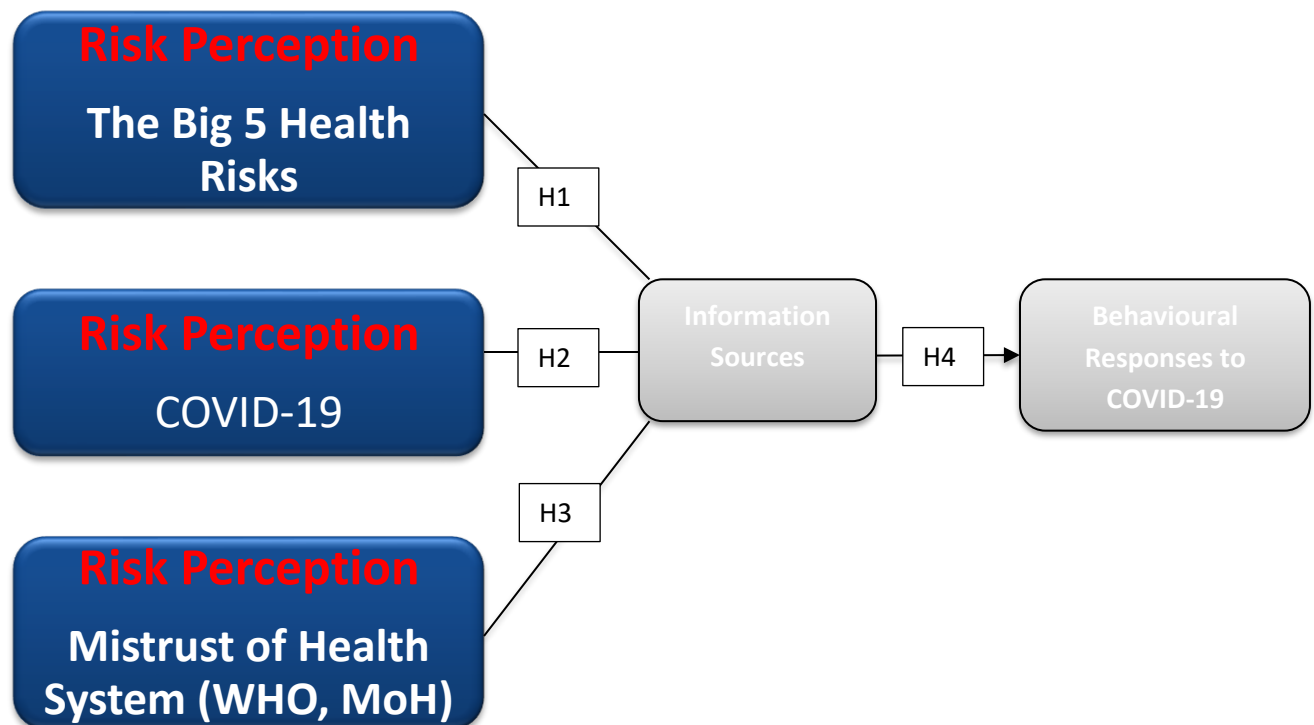 Risk Perception
The Big 5 Health
Risks
H1
Risk Perception
COVID-19
H2
Information
Sources
H4
Behavioural
Responses to
COVID-19
H3
Risk Perception
Mistrust of Health
System (WHO, MoH)